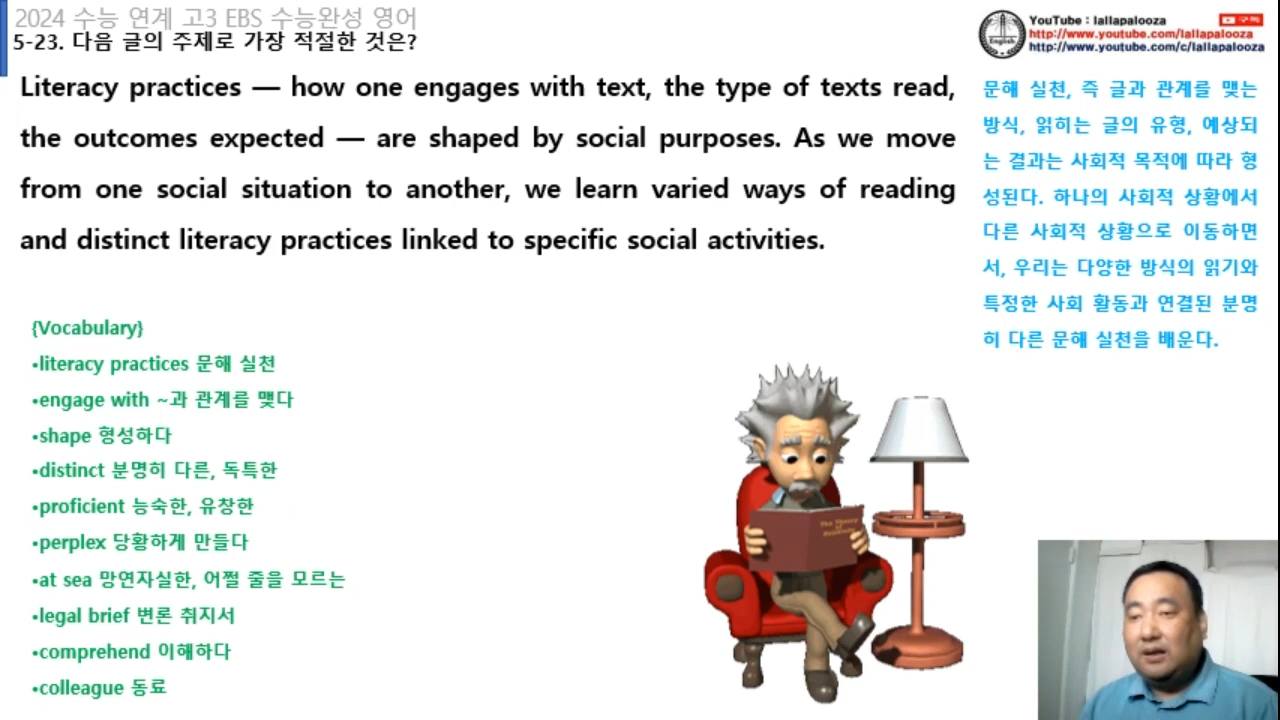 2024 수능 연계 고3 EBS 수능완성 영어
5-23. 다음 글의 주제로 가장 적절한 것은?
YouTube : lallapalooza
구독
http://www.youtube.com/lallapalooza
http://www.youtube.com/c/lallapalooza
English
Literacy practices — how one engages with text, the type of texts read,
the outcomes expected — are shaped by social purposes. As we move
from one social situation to another, we learn varied ways of reading
and distinct literacy practices linked to specific social activities.
문해 실천, 즉 글과 관계를 맺는
방식, 읽히는 글의 유형, 예상되
는 결과는 사회적 목적에 따라 형
성된다. 하나의 사회적 상황에서
다른 사회적 상황으로 이동하면
서, 우리는 다양한 방식의 읽기와
특정한 사회 활동과 연결된 분명
히 다른 문해 실천을 배운다.
{Vocabulary}
•literacy practices 문해 실천
•engage with ~과 관계를 맺다
•shape 형성하다
•distinct 분명히 다른, 독특한
•proficient 능숙한, 유창한
•perplex 당황하게 만들다
•at sea 망연자실한, 어쩔 줄을 모르는
•legal brief 변론 취지서
•comprehend 이해하다
•colleague 동료
The Theory
of
Relativity